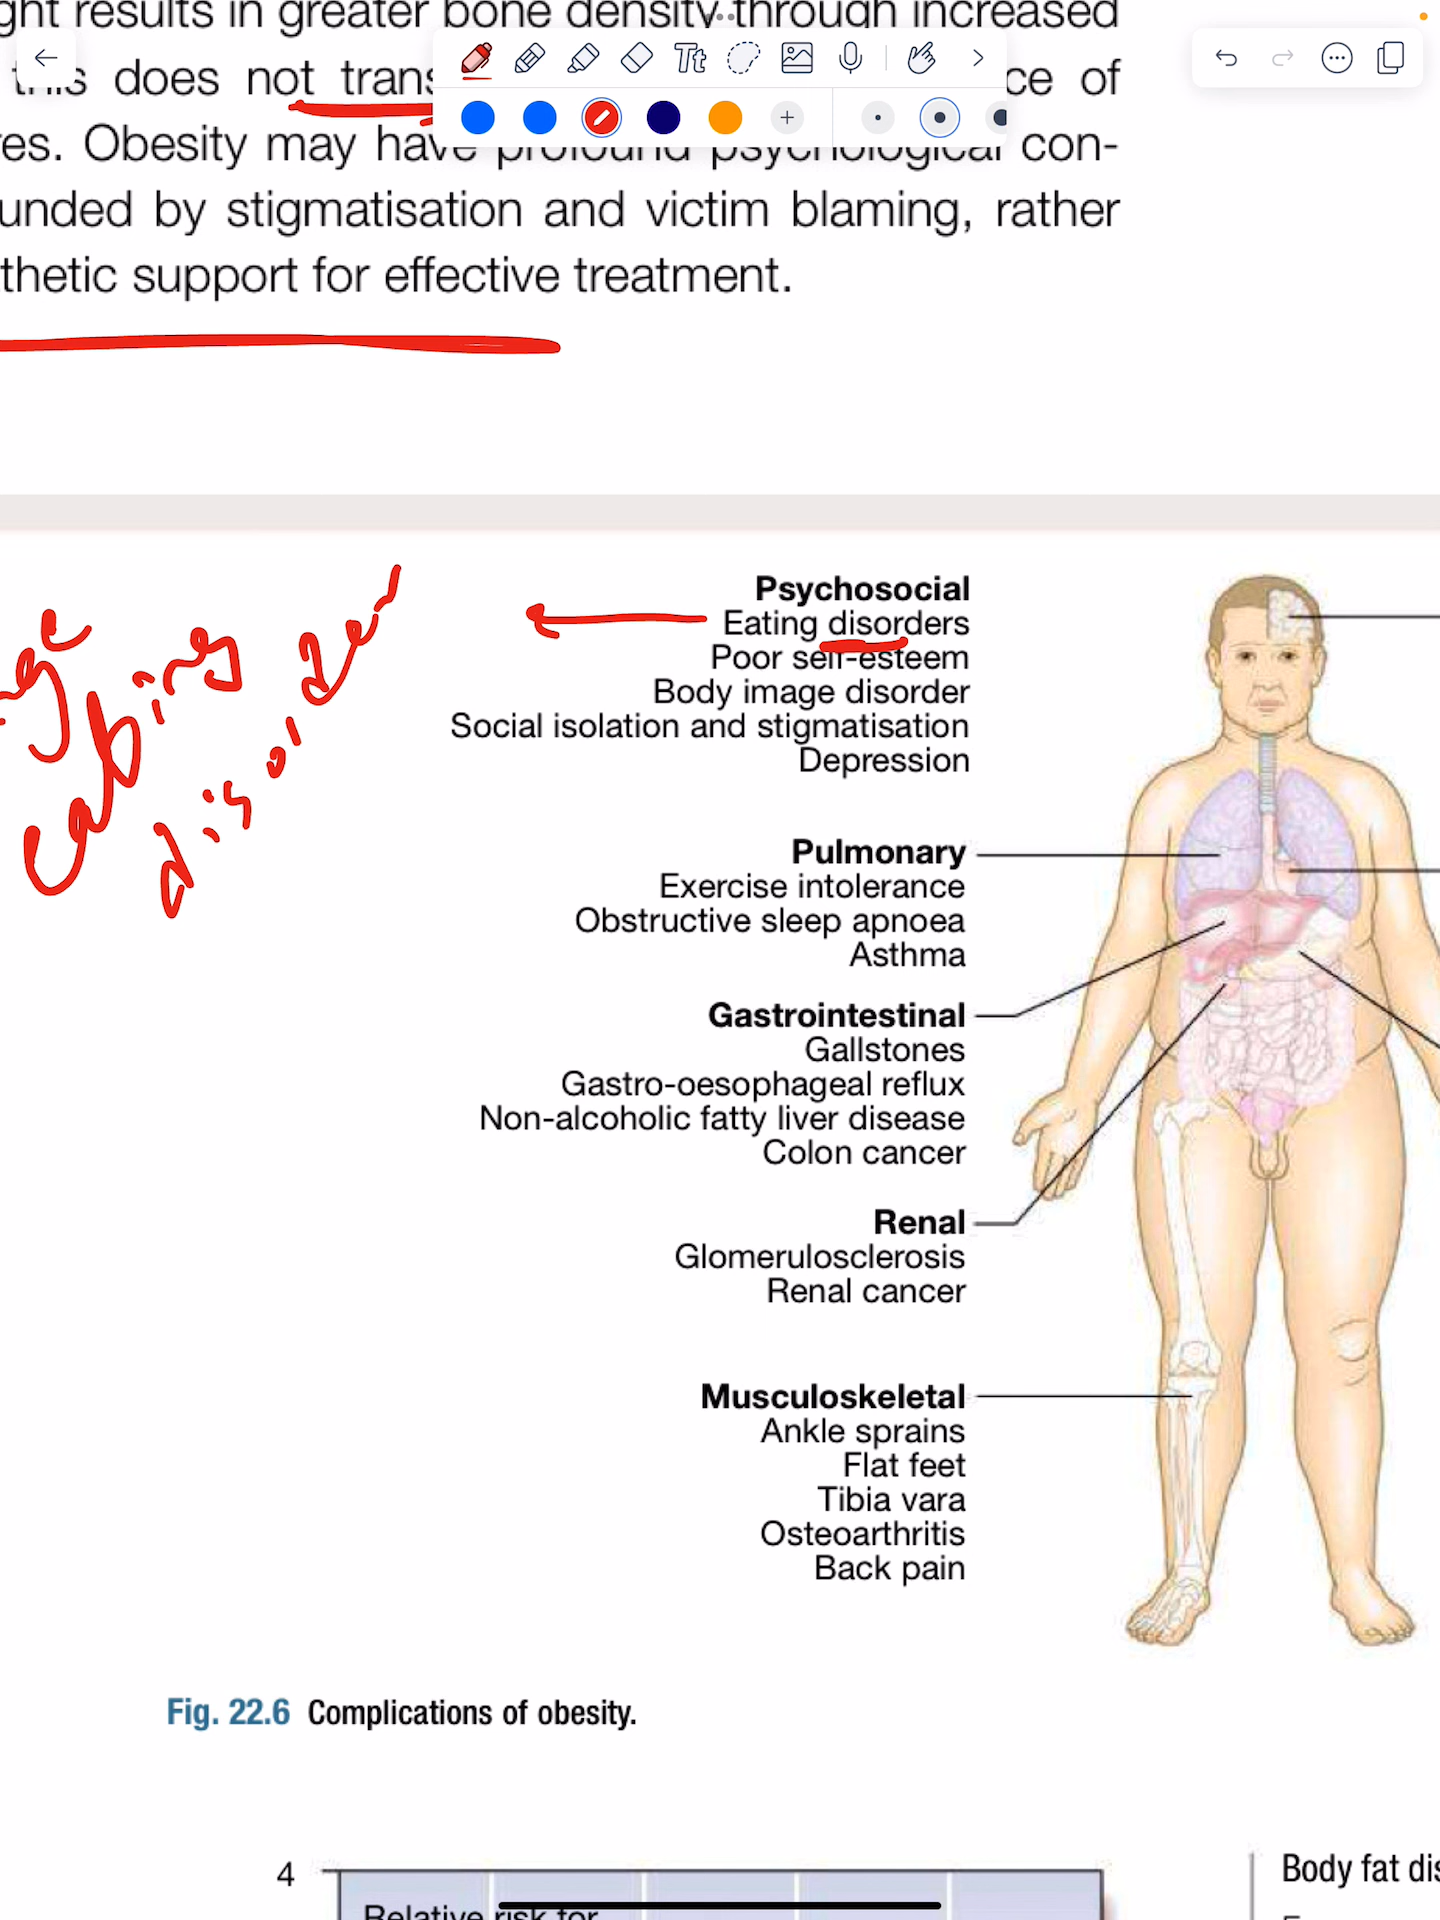 ght results in greater bone density through increased
this does not trans
ce of
res. Obesity may have profound psychological con-
unded by stigmatisation and victim blaming, rather
thetic support for effective treatment.
Tt
eating
disorder
Psychosocial
Eating disorders
Poor self-esteem
Body image disorder
Social isolation and stigmatisation
Depression
Pulmonary
Exercise intolerance
Obstructive sleep apnoea
Asthma
Gastrointestinal
Gallstones
Gastro-oesophageal reflux
Non-alcoholic fatty liver disease
Colon cancer
Renal
Glomerulosclerosis
Renal cancer
Musculoskeletal
Ankle sprains
Flat feet
Tibia vara
Osteoarthritis
Back pain
Fig. 22.6 Complications of obesity.
4
Relative risk for
Body fat dis